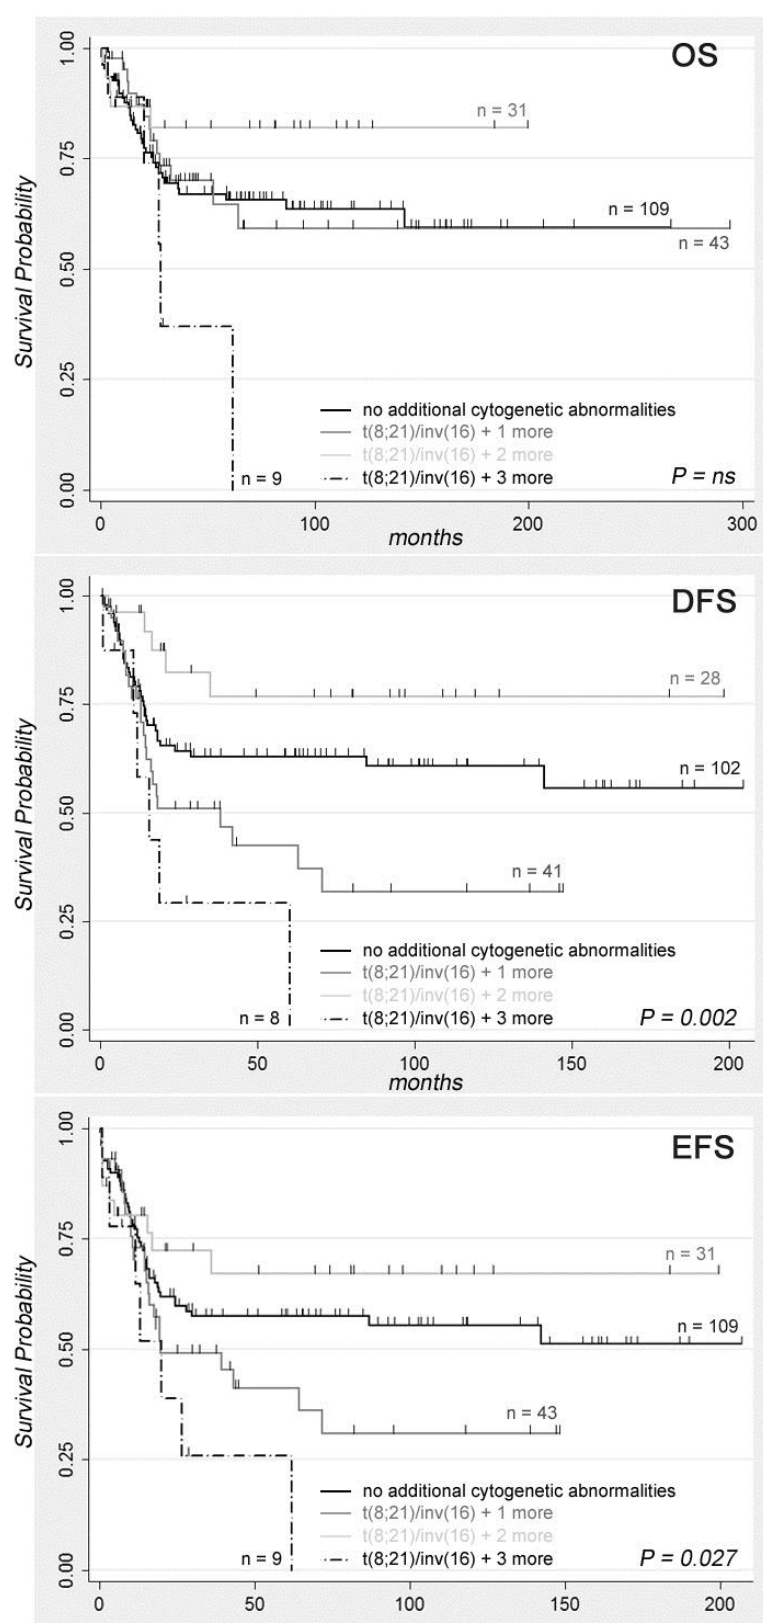 OS
1.00
0.75
0.50
0.25
0.00
Survival Probability
n = 31
n = 109
n = 43
n = 9
no additional cytogenetic abnormalities
t(8;21)/inv(16) + 1 more
t(8;21)/inv(16) + 2 more
t(8;21)/inv(16) + 3 more
P = ns
0 100 200 300
months
DFS
1.00
0.75
0.50
0.25
0.00
Survival Probability
n = 28
n = 102
n = 41
n = 8
no additional cytogenetic abnormalities
t(8;21)/inv(16) + 1 more
t(8;21)/inv(16) + 2 more
t(8;21)/inv(16) + 3 more
P = 0.002
0 50 100 150 200
months
EFS
1.00
0.75
0.50
0.25
0.00
Survival Probability
n = 31
n = 109
n = 43
n = 9
no additional cytogenetic abnormalities
t(8;21)/inv(16) + 1 more
t(8;21)/inv(16) + 2 more
t(8;21)/inv(16) + 3 more
P = 0.027
0 50 100 150 200
months